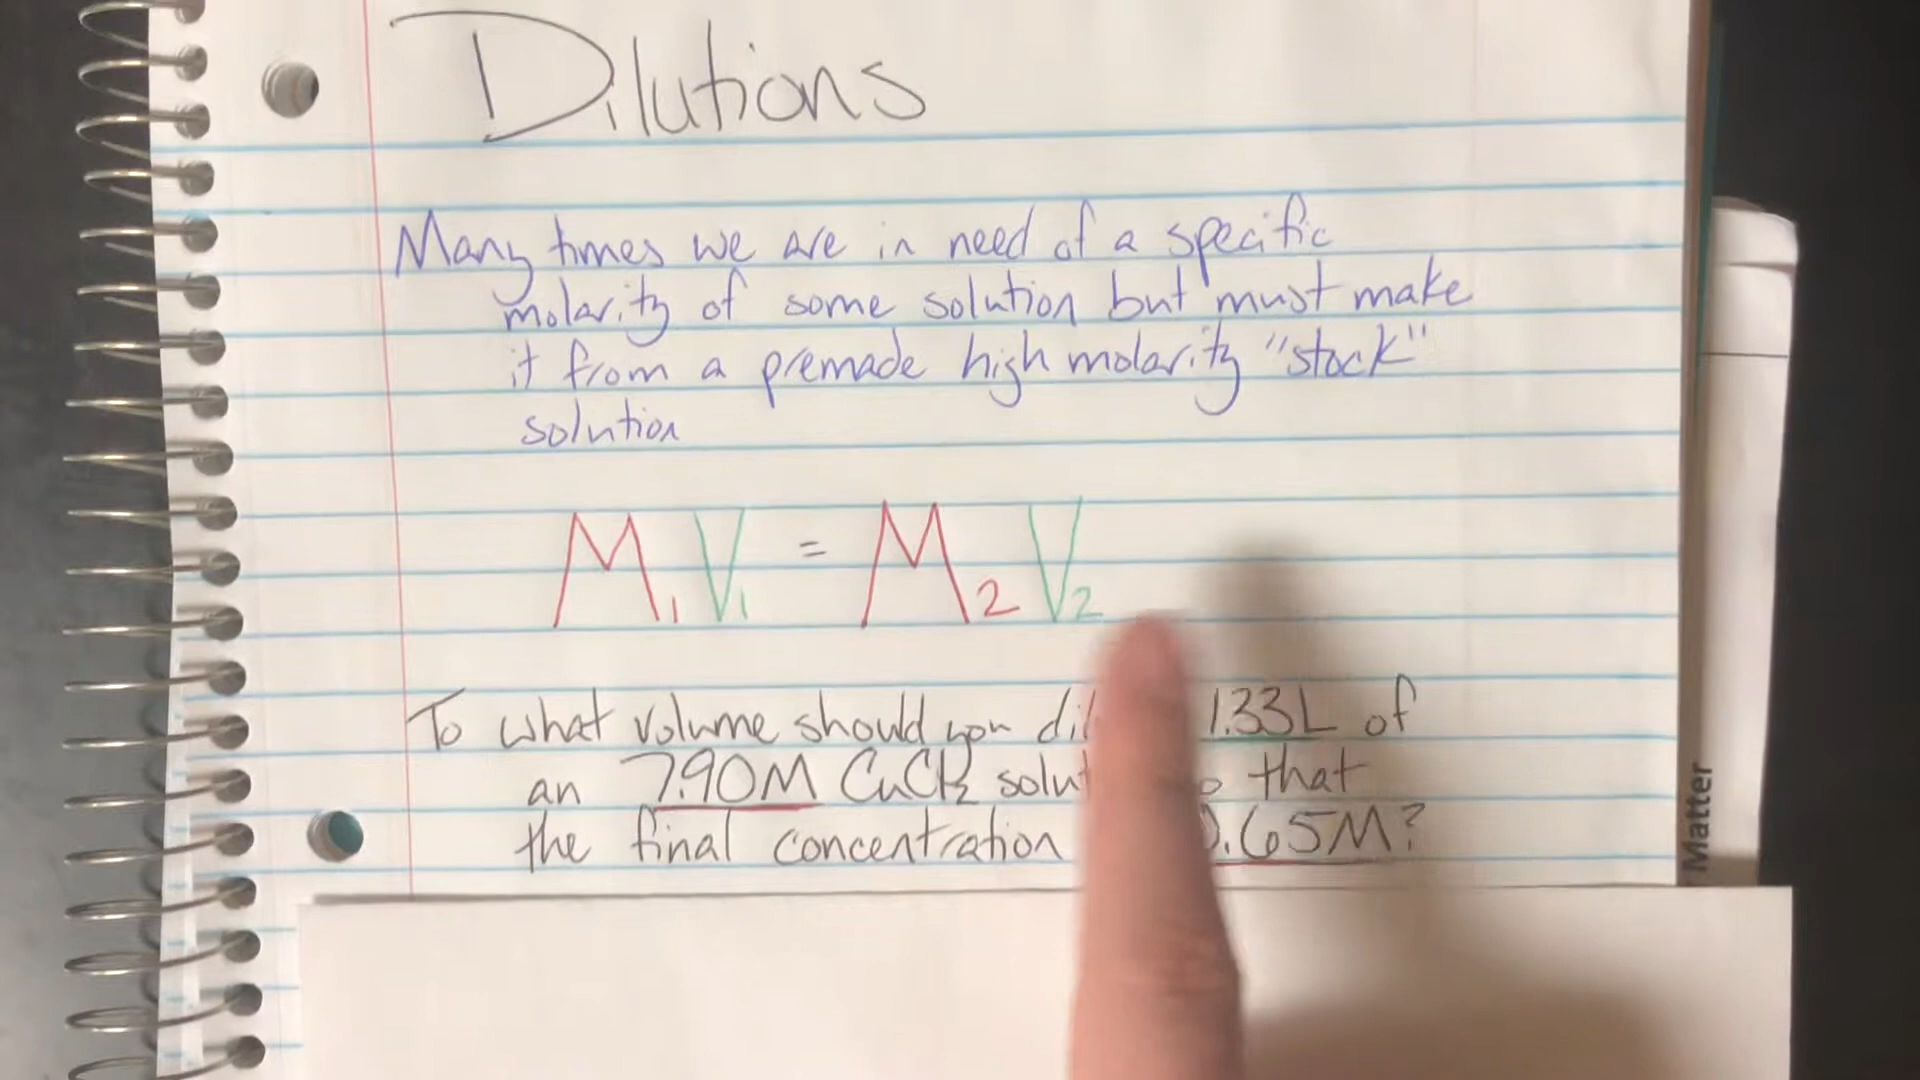 Dilutions
Many times we are in need of a specific
molarity of some solution but must make
it from a premade high molarity "stock"
solution
M₁V₁ = M₂V₂
To what volume should you 1.33L of
an 7.90M CuCl₂ that
the final concentration .65M?
Matter